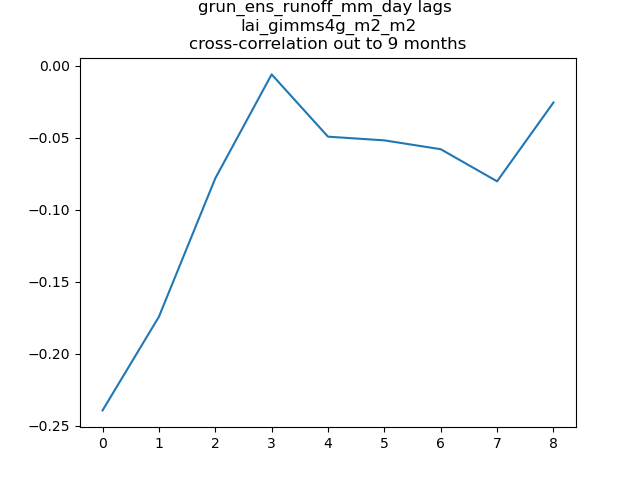 grun_ens_runoff_mm_day lags
lai_gimms4g_m2_m2
cross-correlation out to 9 months
0.00
−0.05
−0.10
−0.15
−0.20
−0.25
0 1 2 3 4 5 6 7 8